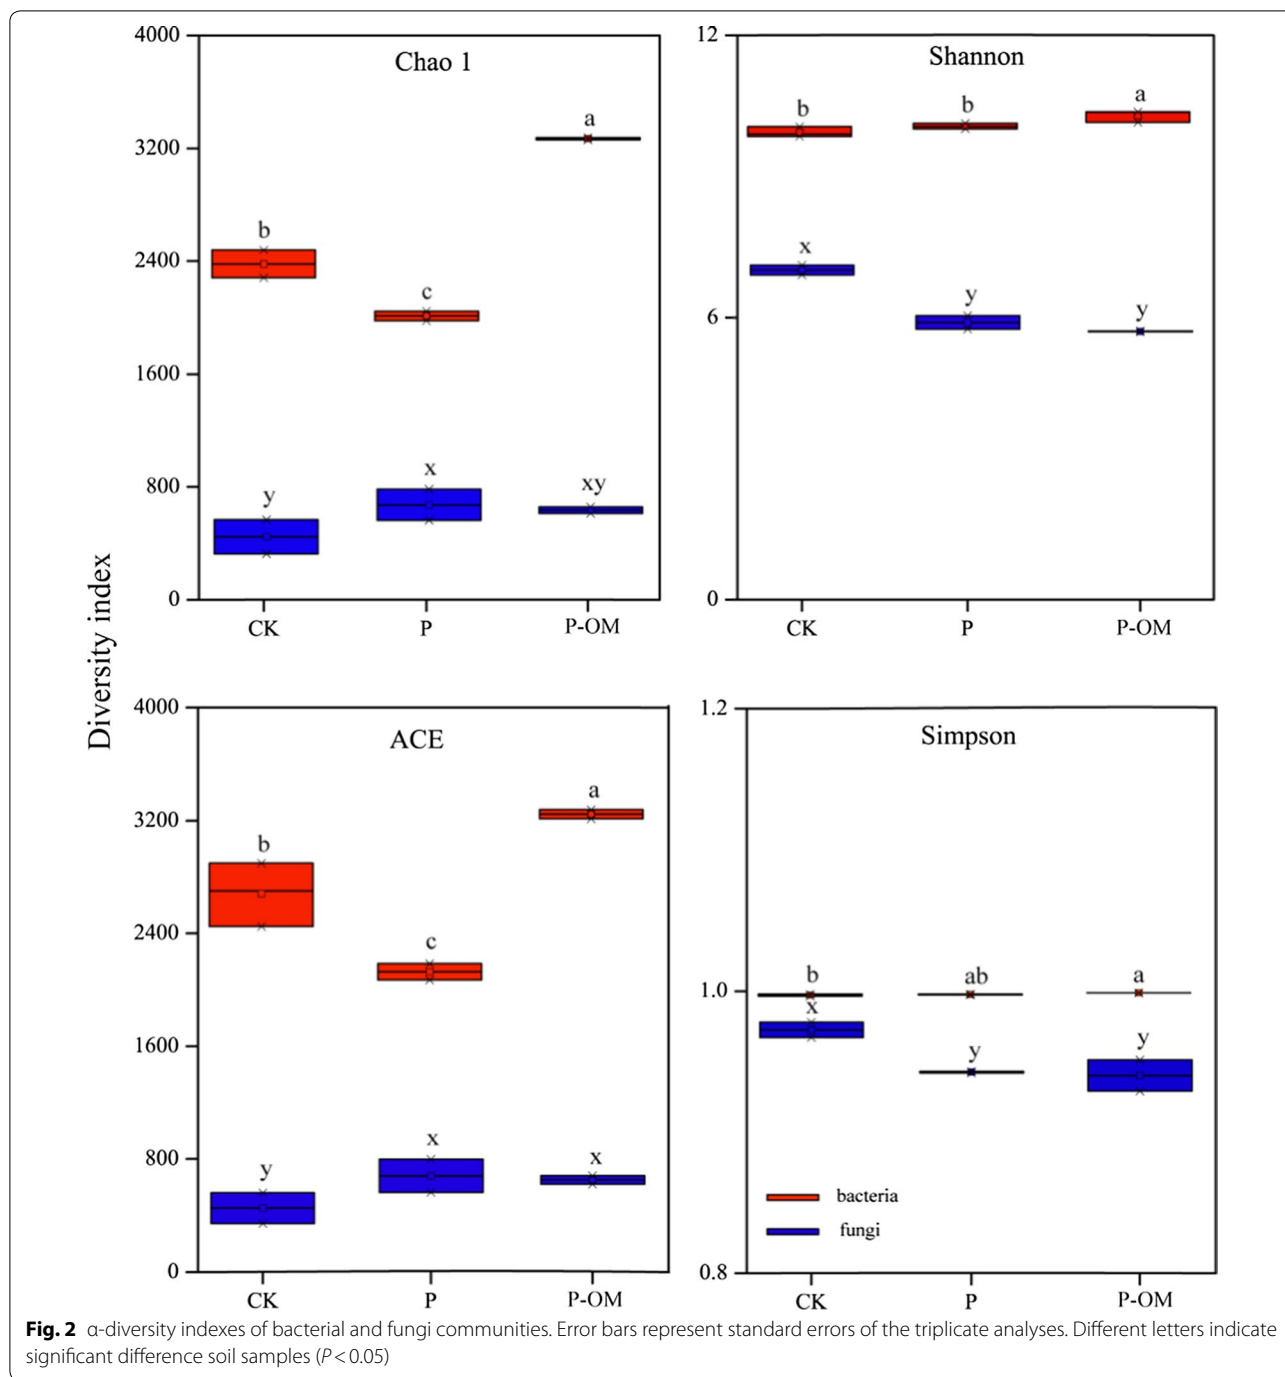 Diversity index
Chao 1
4000
3200
2400
1600
800
0
b
c
a
y
x
xy
CK
P
P-OM
Shannon
12
6
0
b
b
a
x
y
y
CK
P
P-OM
ACE
4000
3200
2400
1600
800
0
b
c
a
y
x
x
CK
P
P-OM
Simpson
1.2
1.0
0.8
b
ab
a
x
y
y
bacteria
fungi
CK
P
P-OM
Fig. 2 α-diversity indexes of bacterial and fungi communities. Error bars represent standard errors of the triplicate analyses. Different letters indicate
significant difference soil samples (P < 0.05)